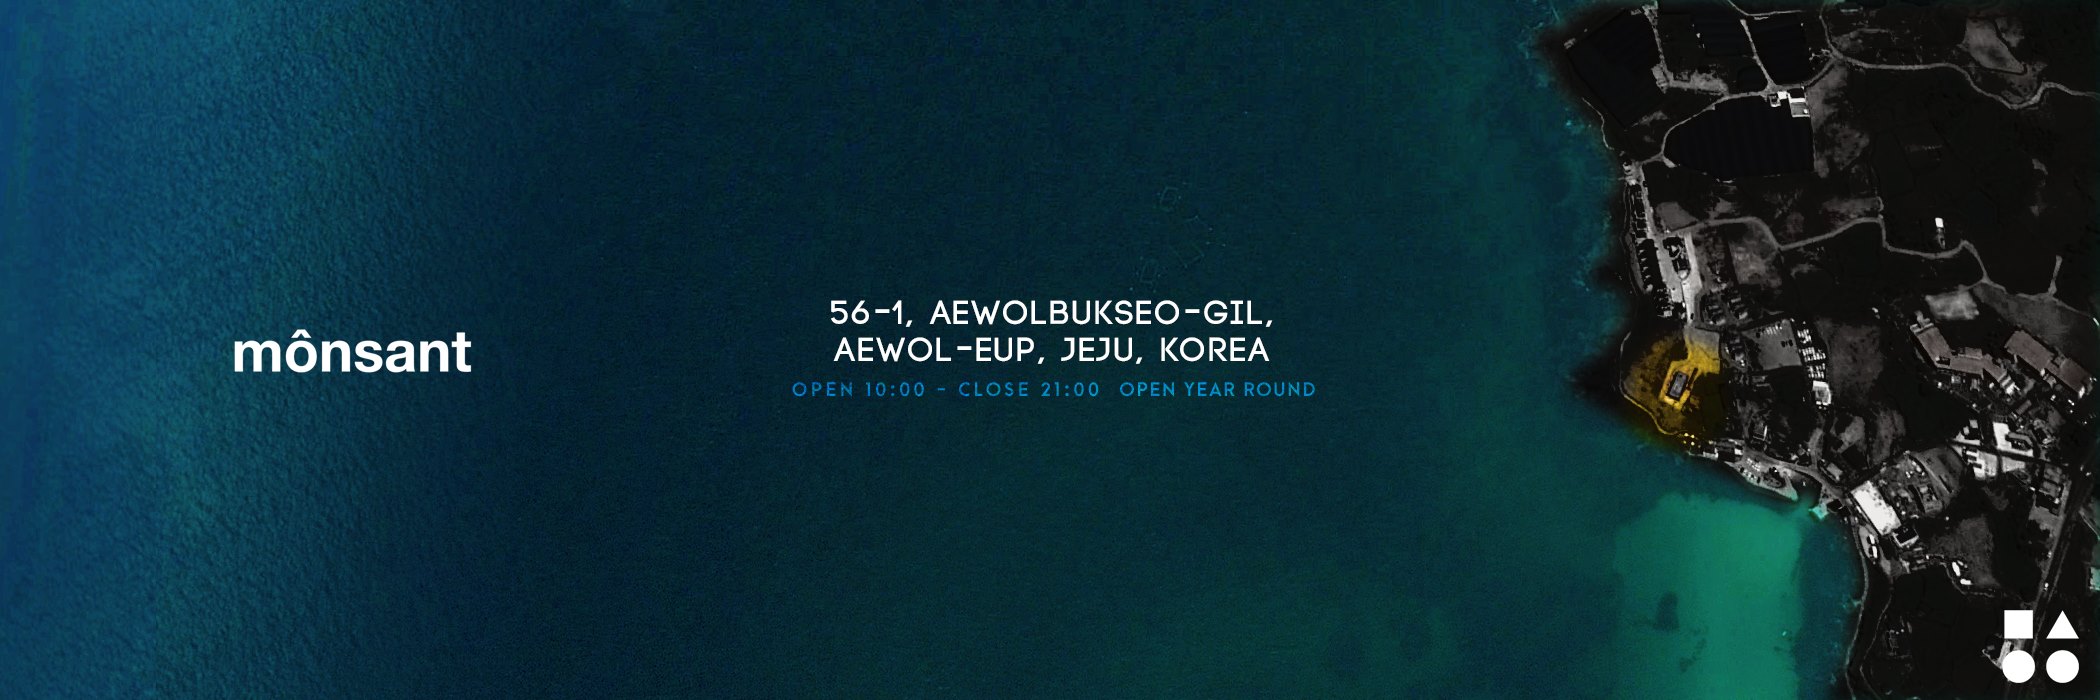 mônsant
56-1, AEWOLBUKSEO-GIL,
AEWOL-EUP, JEJU, KOREA
OPEN 10:00 - CLOSE 21:00 OPEN YEAR ROUND